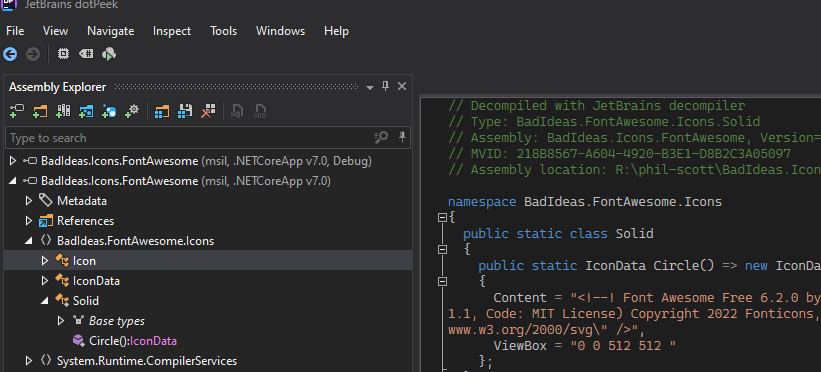 JetBrains dotPeek
File View Navigate Inspect Tools Windows Help
Assembly Explorer
Type to search
BadIdeas.Icons.FontAwesome (msil, .NETCoreApp v7.0, Debug)
BadIdeas.Icons.FontAwesome (msil, .NETCoreApp v7.0)
Metadata
References
BadIdeas.FontAwesome.Icons
Icon
IconData
Solid
Base types
Circle():IconData
System.Runtime.CompilerServices
// Decompiled with JetBrains decompiler
// Type: BadIdeas.FontAwesome.Icons.Solid
// Assembly: BadIdeas.Icons.FontAwesome, Version=
// MVID: 218B8567-A604-4920-B3E1-D8B2C3A05097
// Assembly location: R:\phil-scott\BadIdeas.Icon
namespace BadIdeas.FontAwesome.Icons
{
public static class Solid
{
public static IconData Circle() => new IconDa
{
Content = "<!--! Font Awesome Free 6.2.0 by
1.1, Code: MIT License) Copyright 2022 Fonticons,
www.w3.org/2000/svg\" />",
ViewBox = "0 0 512 512 "
};